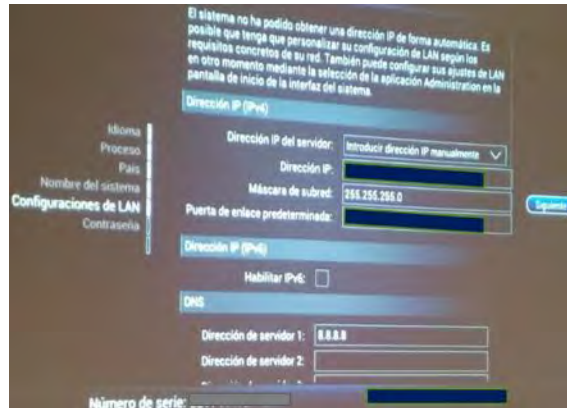 El sistema no ha podido obtener una dirección IP de forma automática. Es
posible que tenga que personalizar su configuración de LAN según los
requisitos concretos de su red. También puede configurar sus ajustes de LAN
en otro momento mediante la selección de la aplicación Administration en la
pantalla de inicio de la interfaz del sistema.
Dirección IP (IPv4)
Idioma
Proceso
País
Nombre del sistema
Configuraciones de LAN
Contraseña
Dirección IP del servidor: Introducir dirección IP manualmente
Dirección IP:
Máscara de subred: 255.255.255.0
Puerta de enlace predeterminada:
Siguiente
Dirección IP (IPv6)
Habilitar IPv6:
DNS
Dirección de servidor 1: 8.8.8.8
Dirección de servidor 2:
Número de serie: